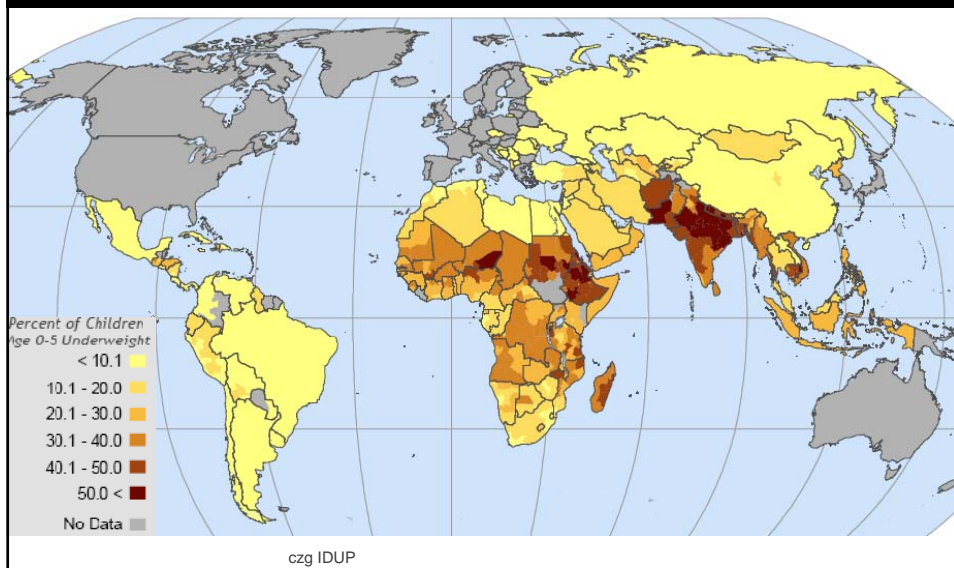 Percent of Children
Age 0-5 Underweight
< 10.1
10.1 - 20.0
20.1 - 30.0
30.1 - 40.0
40.1 - 50.0
50.0 <
No Data
czg IDUP